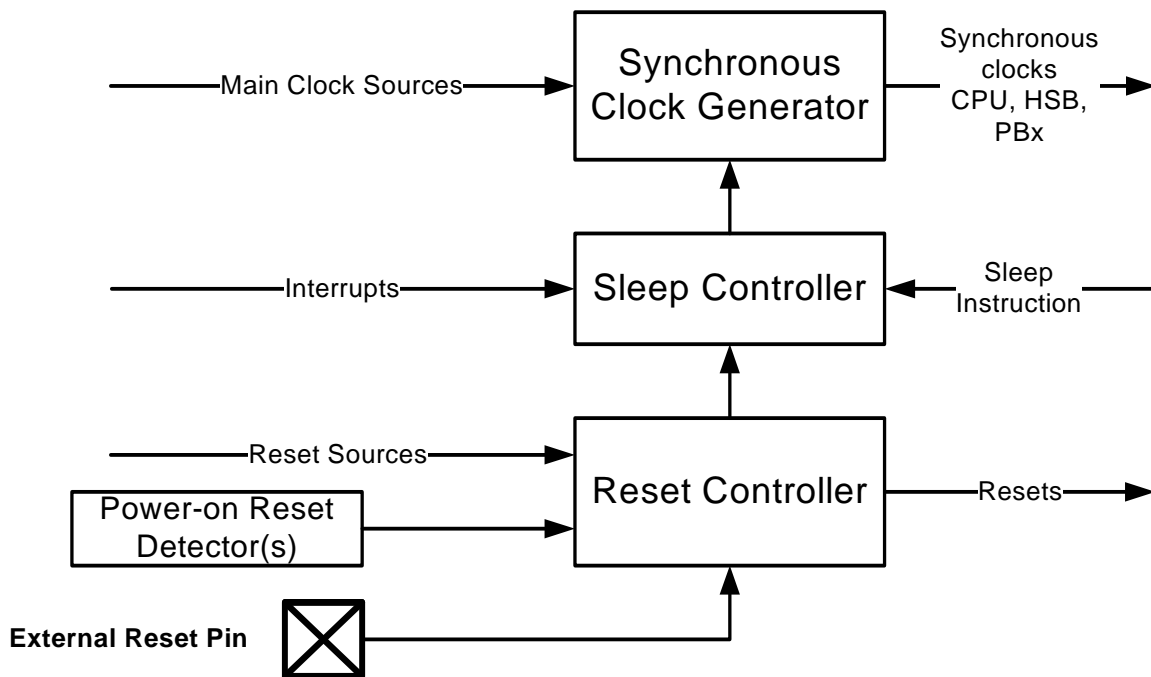 Main Clock Sources
Synchronous
Clock Generator
Synchronous
clocks
CPU, HSB,
PBx
Interrupts
Sleep Controller
Sleep
Instruction
Reset Sources
Power-on Reset
Detector(s)
Reset Controller
Resets
External Reset Pin